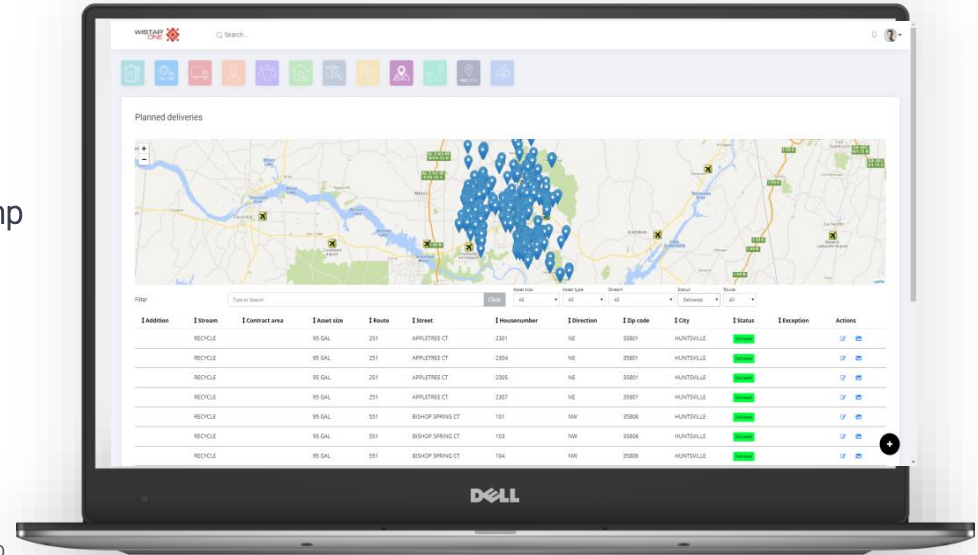 WISTAR
ONE
Search...
Planned deliveries
+
-
Athens
Scottsboro
Filter
Type to Search
Clear
Asset size
All
Asset type
All
Stream
All
Status
Delivered
Route
All
Addition Stream Contract area Asset size Route Street Housenumber Direction Zip code City Status Exception Actions
RECYCLE 95 GAL 251 APPLETREE CT 2301 NE 35801 HUNTSVILLE Delivered
RECYCLE 95 GAL 251 APPLETREE CT 2304 NE 35801 HUNTSVILLE Delivered
RECYCLE 95 GAL 251 APPLETREE CT 2305 NE 35801 HUNTSVILLE Delivered
RECYCLE 95 GAL 251 APPLETREE CT 2307 NE 35801 HUNTSVILLE Delivered
RECYCLE 95 GAL 551 BISHOP SPRING CT 101 NW 35806 HUNTSVILLE Delivered
RECYCLE 95 GAL 551 BISHOP SPRING CT 103 NW 35806 HUNTSVILLE Delivered
RECYCLE 95 GAL 551 BISHOP SPRING CT 104 NW 35806 HUNTSVILLE Delivered
+
DELL